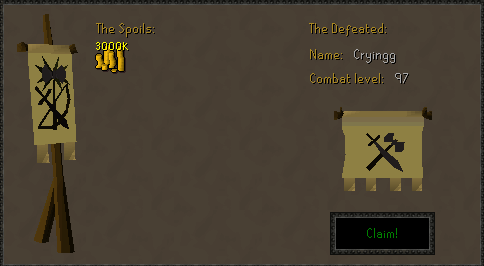 The Spoils:
3000K
The Defeated:
Name: Cryingg
Combat level: 97
Claim!